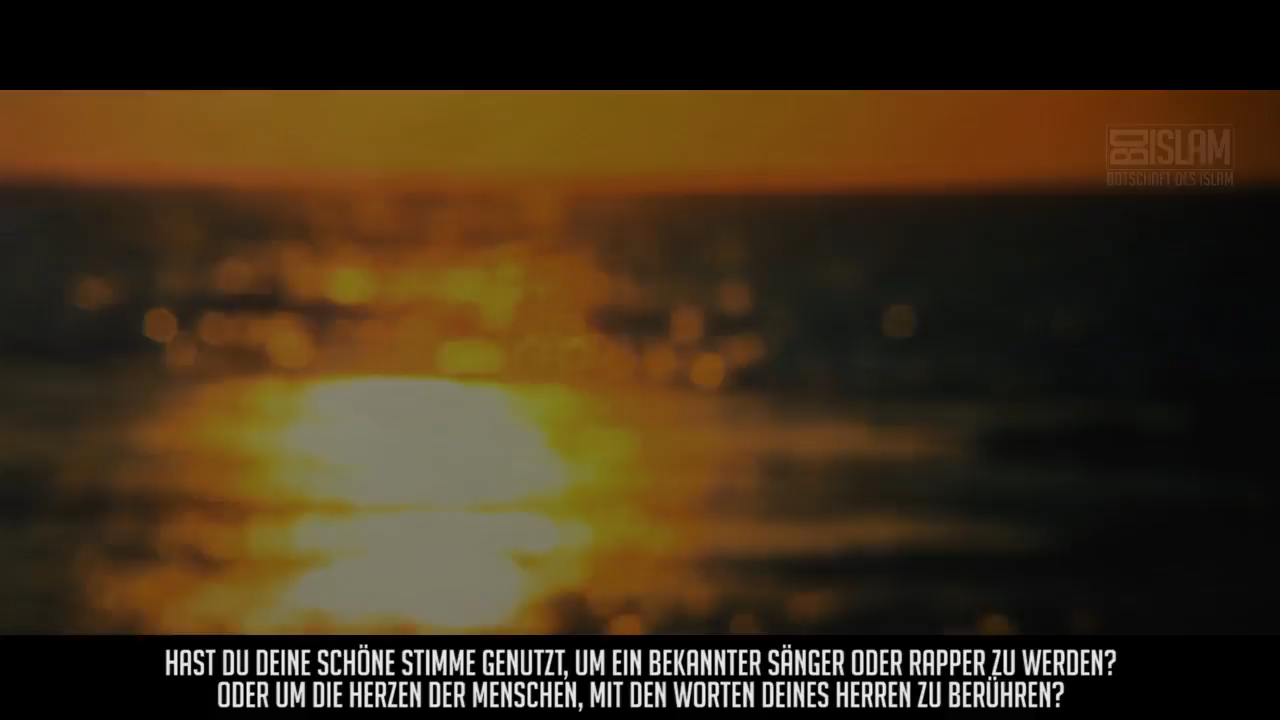 BDISLAM
BOTSCHAFT DES ISLAM
HAST DU DEINE SCHÖNE STIMME GENUTZT, UM EIN BEKANNTER SÄNGER ODER RAPPER ZU WERDEN?
ODER UM DIE HERZEN DER MENSCHEN, MIT DEN WORTEN DEINES HERREN ZU BERÜHREN?